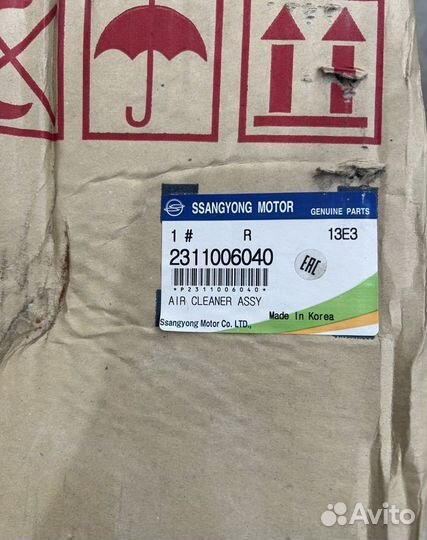 SSANGYONG MOTOR GENUINE PARTS
1 # R 13E3
2311006040
EAC
*P2311006040*
AIR CLEANER ASSY
Made In Korea
Ssangyong Motor Co. LTD.,
Avito